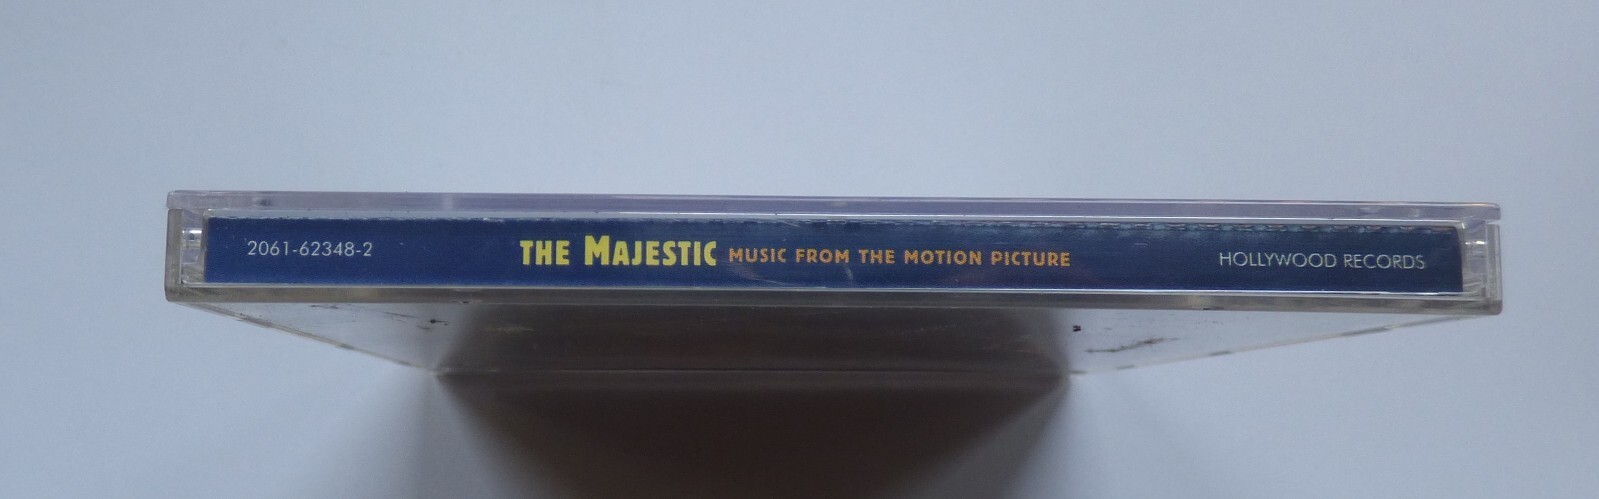 2061-62348-2 THE MAJESTIC MUSIC FROM THE MOTION PICTURE HOLLYWOOD RECORDS